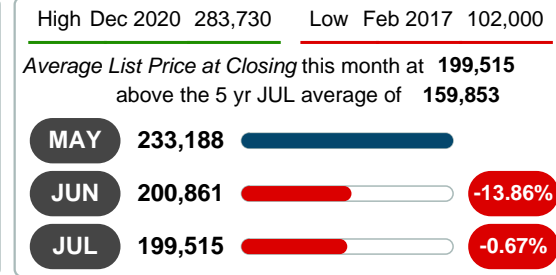 High Dec 2020 283,730 Low Feb 2017 102,000
Average List Price at Closing this month at 199,515
above the 5 yr JUL average of 159,853
MAY 233,188
JUN 200,861 -13.86%
JUL 199,515 -0.67%